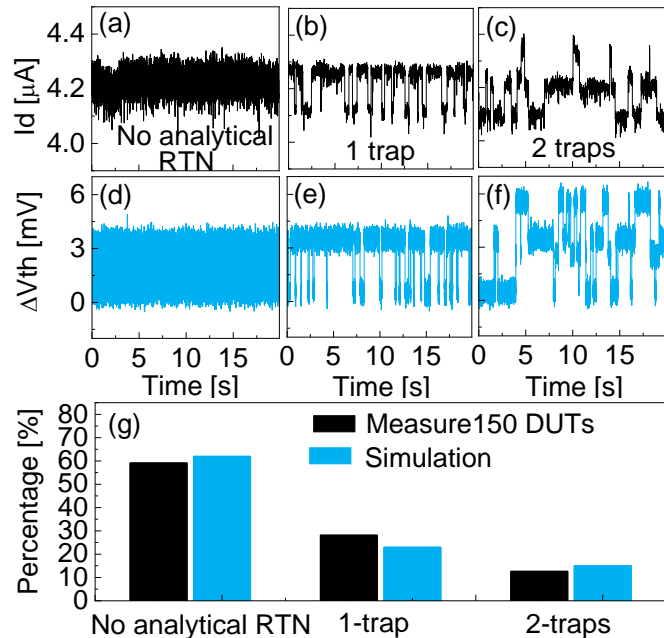 (a) (b) (c)
4.4
4.2
4.0
Id [µA]
No analytical
RTN
1 trap
2 traps
(d) (e) (f)
6
3
0
ΔVth [mV]
0 5 10 15 0 5 10 15 0 5 10 15
Time [s] Time [s] Time [s]
(g)
80
70
60
50
40
30
20
10
0
Percentage [%]
Measure150 DUTs
Simulation
No analytical RTN 1-trap 2-traps